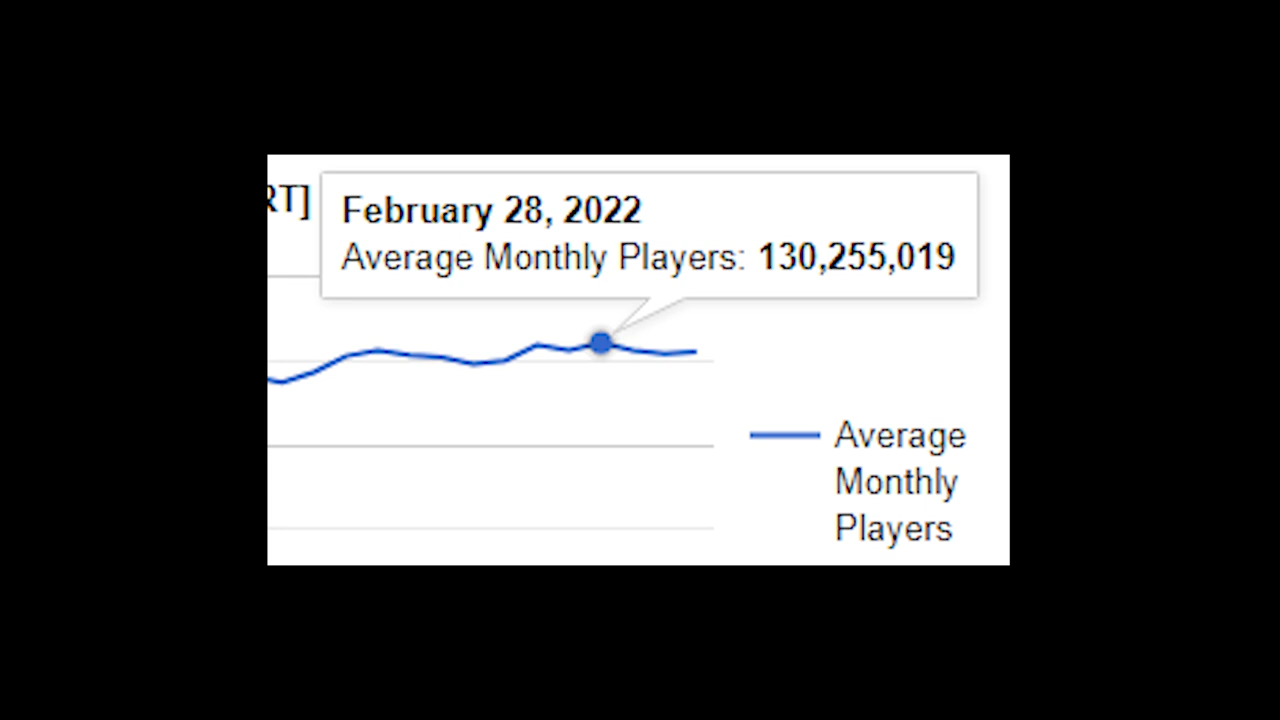 RT]
February 28, 2022
Average Monthly Players: 130,255,019
Average
Monthly
Players